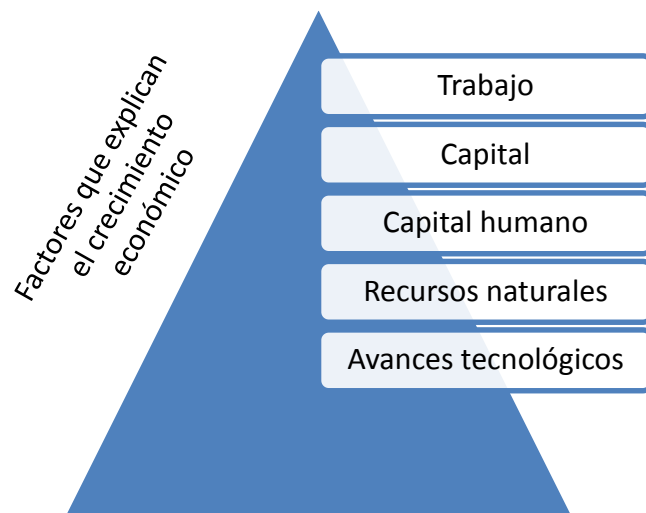 Factores que explican
el crecimiento
económico
Trabajo
Capital
Capital humano
Recursos naturales
Avances tecnológicos